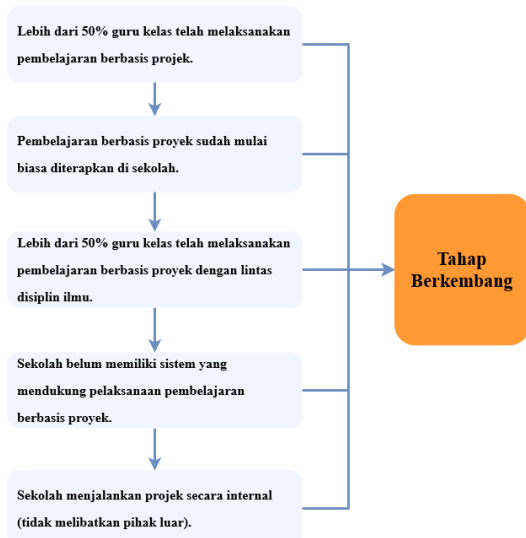 Lebih dari 50% guru kelas telah melaksanakan
pembelajaran berbasis projek.
Pembelajaran berbasis proyek sudah mulai
biasa diterapkan di sekolah.
Lebih dari 50% guru kelas telah melaksanakan
pembelajaran berbasis proyek dengan lintas
disiplin ilmu.
Sekolah belum memiliki sistem yang
mendukung pelaksanaan pembelajaran
berbasis proyek.
Sekolah menjalankan projek secara internal
(tidak melibatkan pihak luar).
Tahap
Berkembang